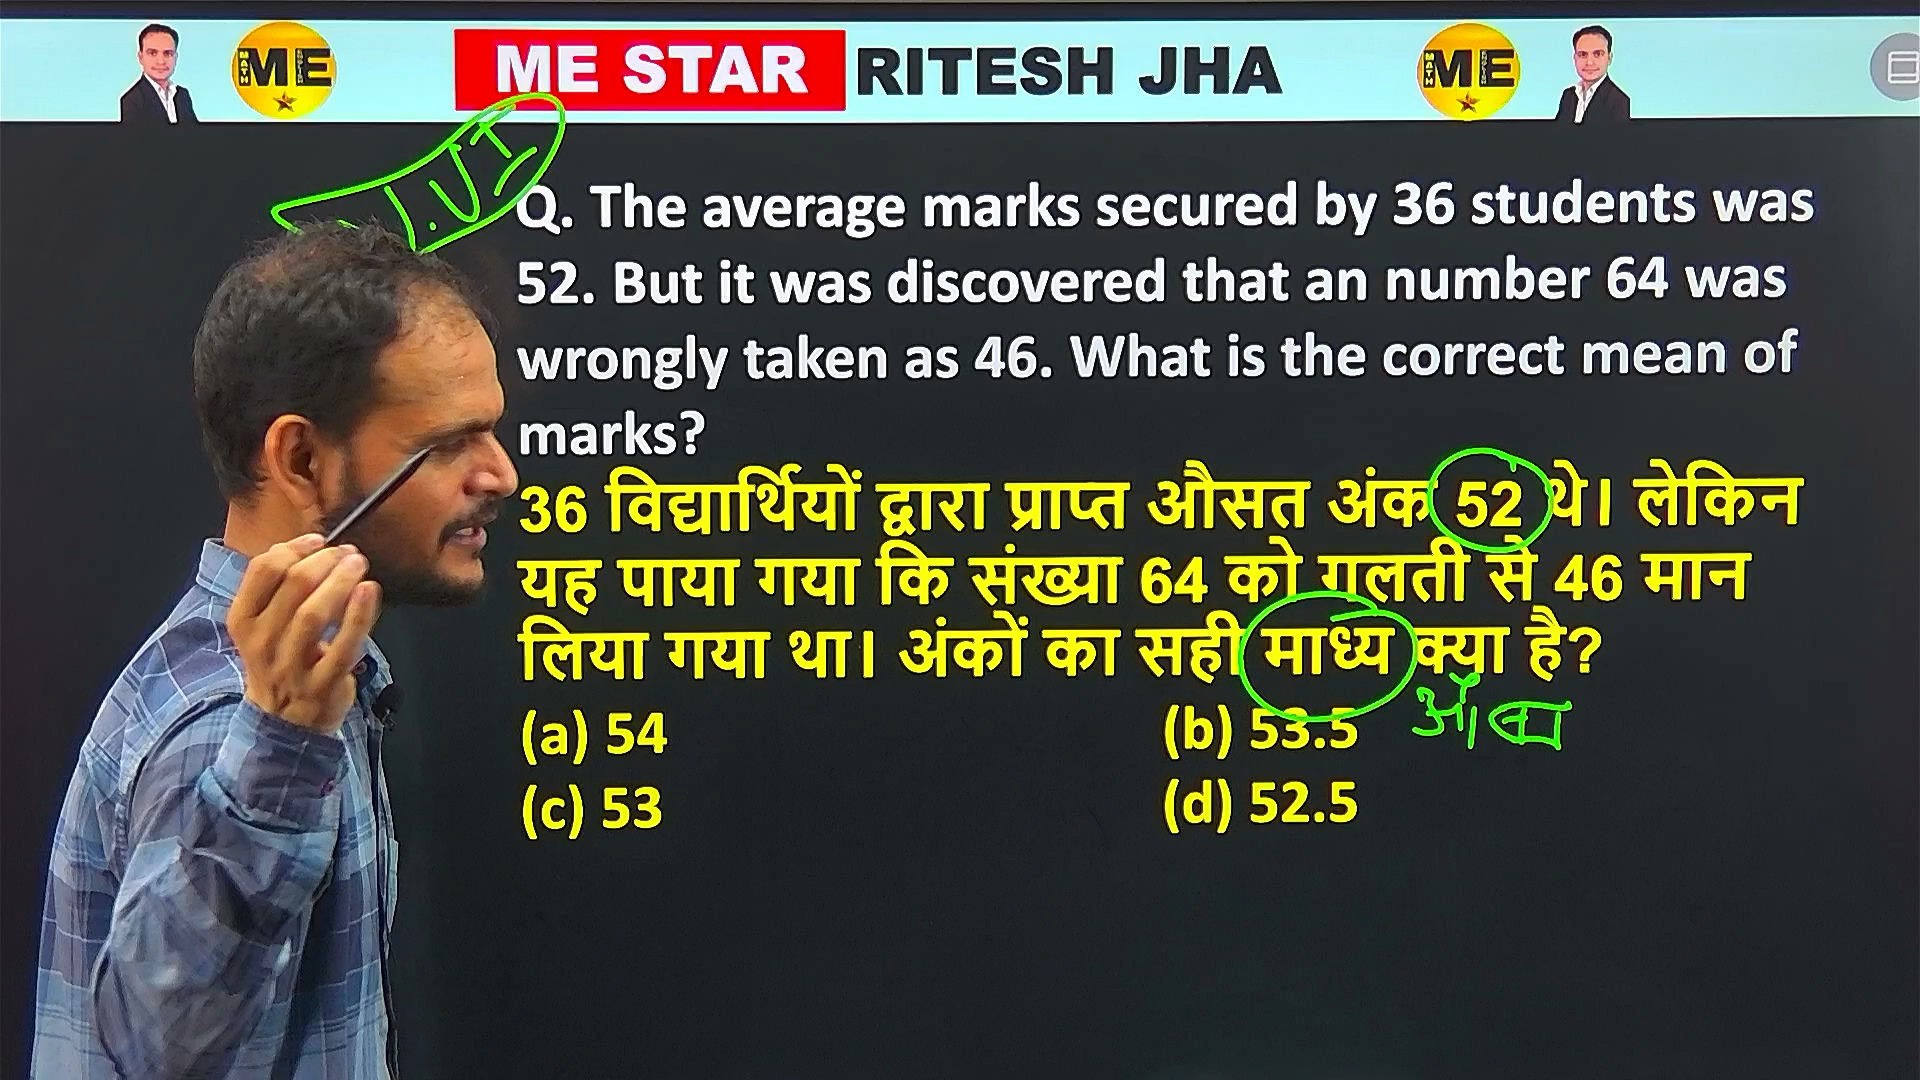 ME ME STAR RITESH JHA ME
Q. The average marks secured by 36 students was
52. But it was discovered that an number 64 was
wrongly taken as 46. What is the correct mean of
marks?
36 विद्यार्थियों द्वारा प्राप्त औसत अंक 52 थे। लेकिन
यह पाया गया कि संख्या 64 को गलती से 46 मान
लिया गया था। अंकों का सही माध्य क्या है?
(a) 54 (b) 53.5
(c) 53 (d) 52.5